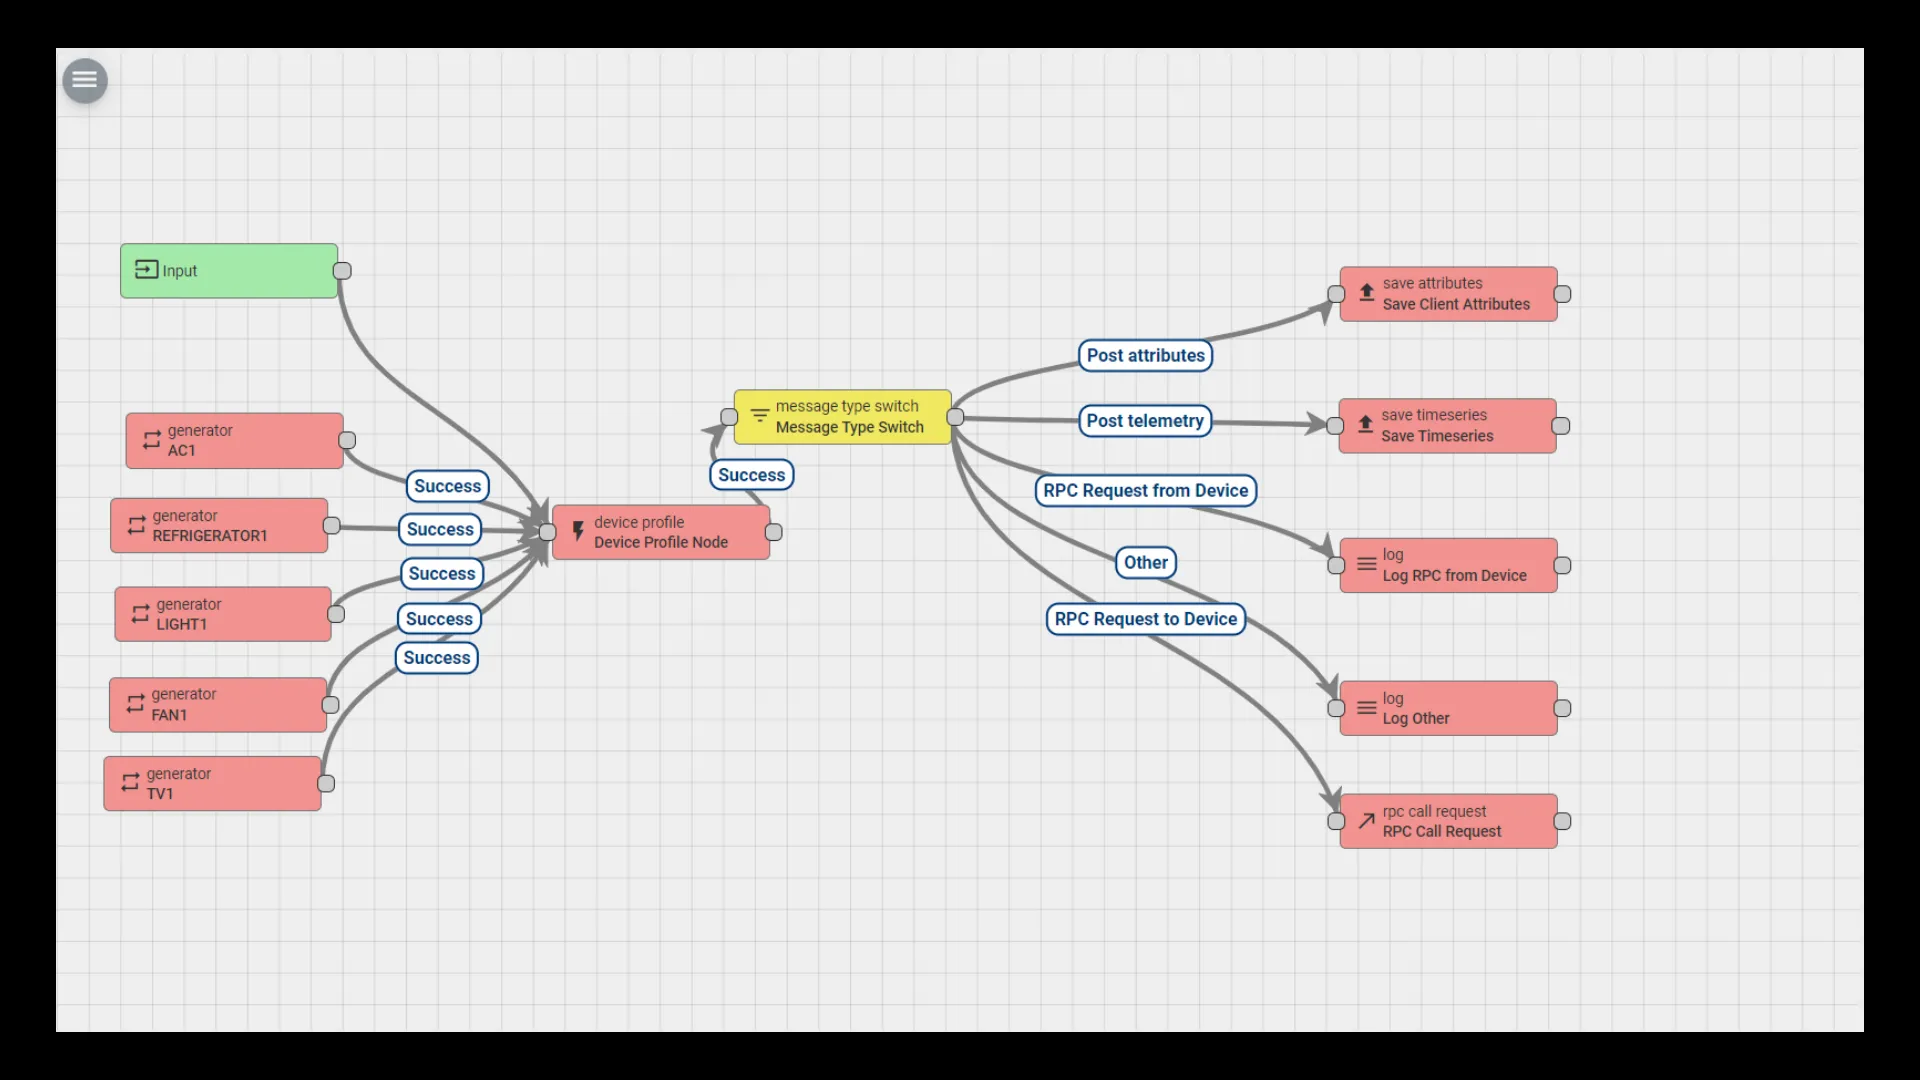 Input
generator
AC1
generator
REFRIGERATOR1
generator
LIGHT1
generator
FAN1
generator
TV1
Success
Success
Success
Success
Success
device profile
Device Profile Node
Success
message type switch
Message Type Switch
Post attributes
Post telemetry
RPC Request from Device
Other
RPC Request to Device
save attributes
Save Client Attributes
save timeseries
Save Timeseries
log
Log RPC from Device
log
Log Other
rpc call request
RPC Call Request